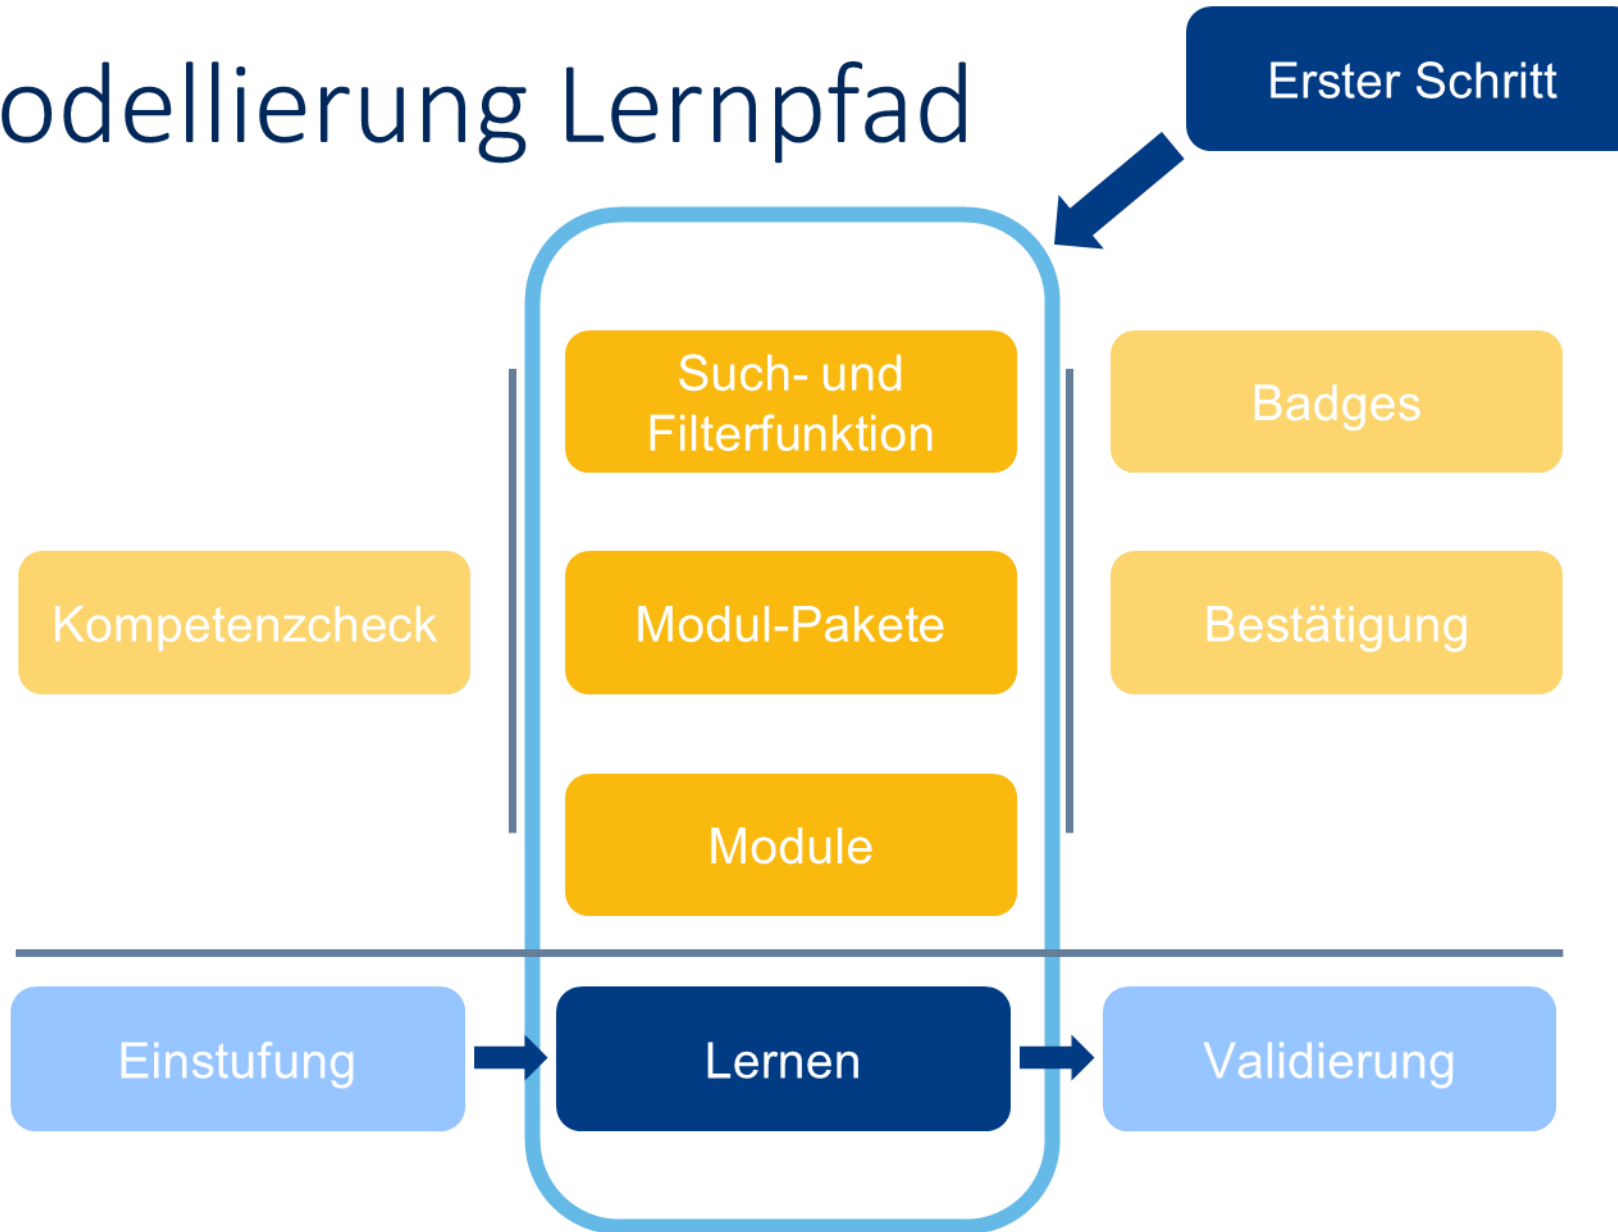 odellierung Lernpfad
Erster Schritt
Such- und
Filterfunktion
Badges
Kompetenzcheck
Modul-Pakete
Bestätigung
Module
Einstufung
Lernen
Validierung